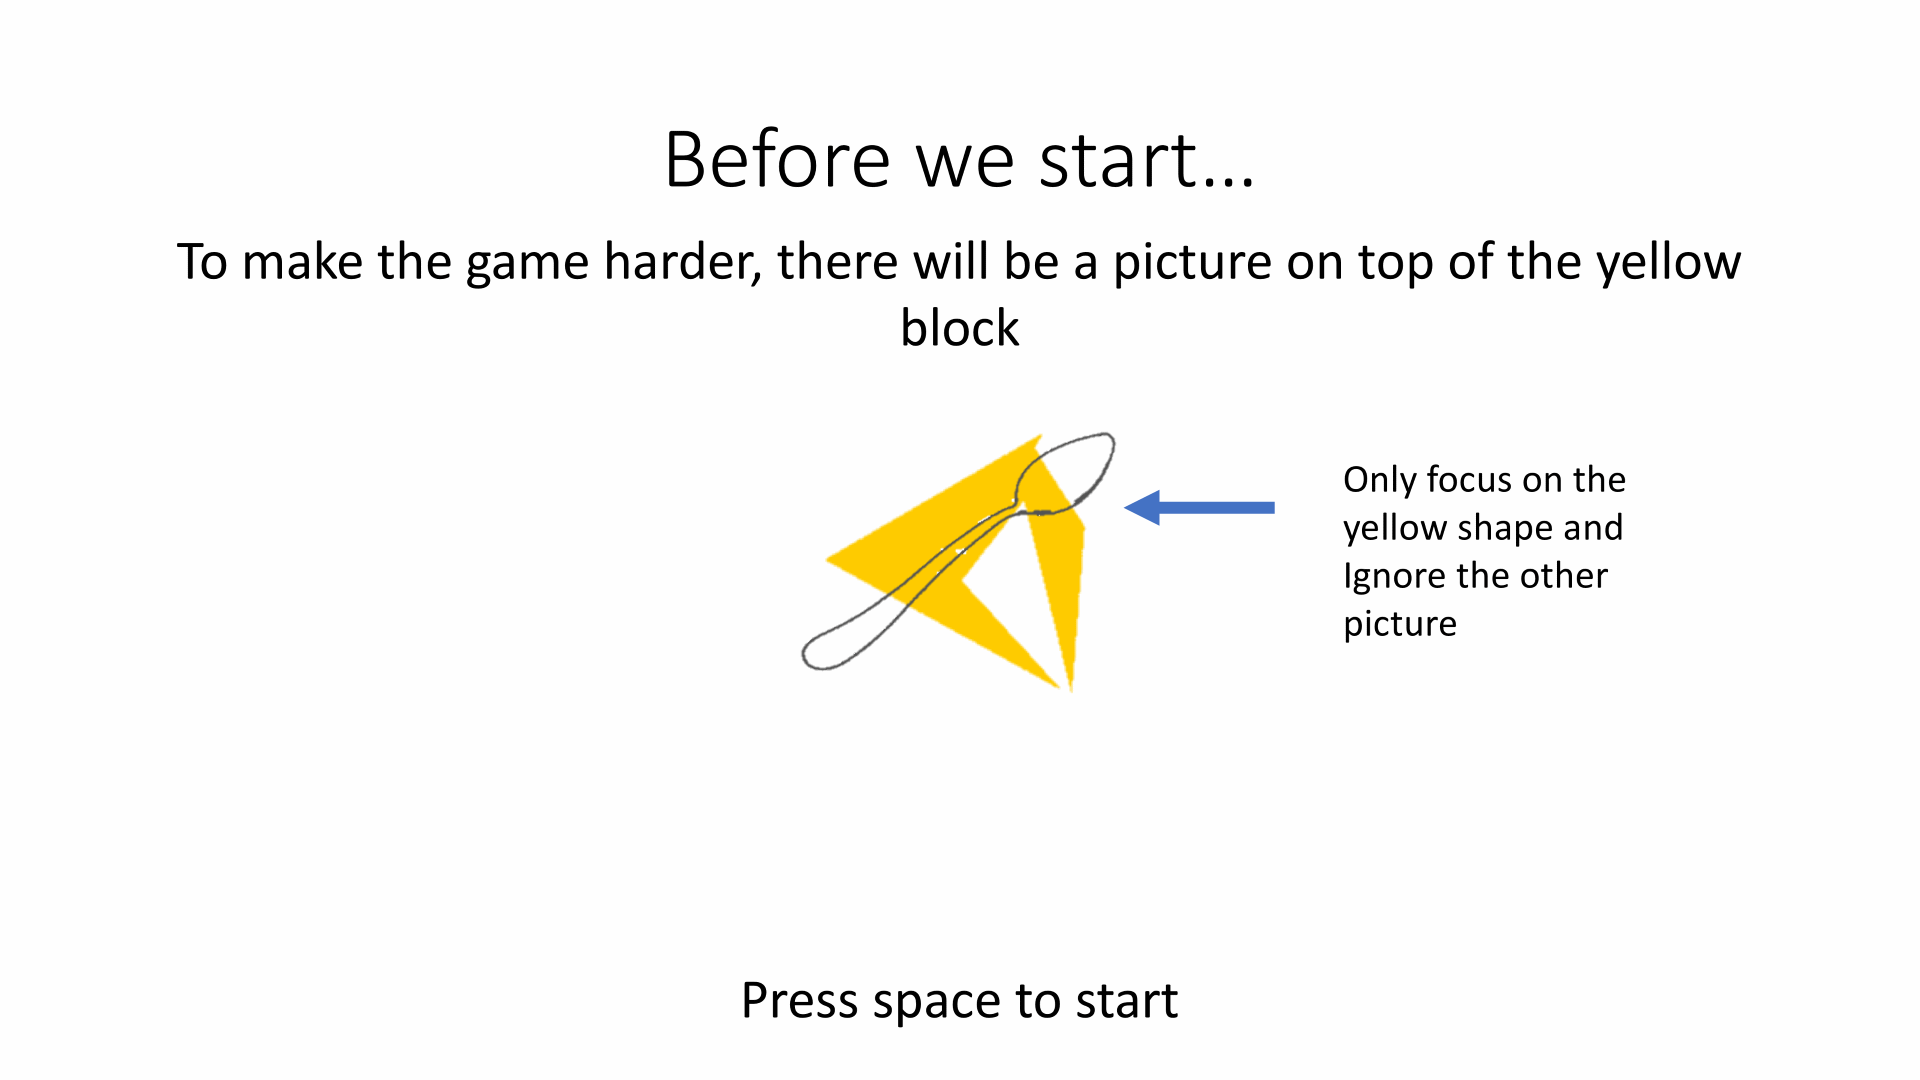 Before we start...
To make the game harder, there will be a picture on top of the yellow
block
Only focus on the
yellow shape and
Ignore the other
picture
Press space to start